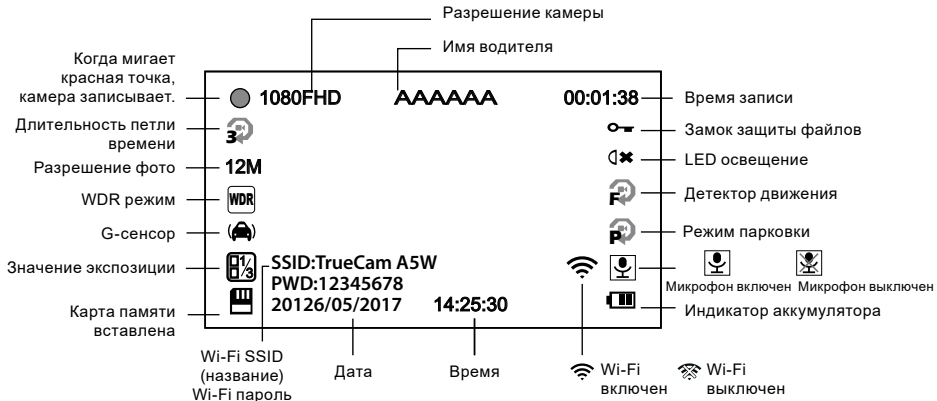 Разрешение камеры
Имя водителя
Когда мигает
красная точка,
камера записывает.
1080FHD
AAAAAA
00:01:38
Время записи
Длительность петли
времени
3
Замок защиты файлов
Разрешение фото
12M
LED освещение
WDR режим
WDR
F
Детектор движения
G-сенсор
P
Режим парковки
Значение экспозиции
1/3
SSID:TrueCam A5W
PWD:12345678
Микрофон включен
Микрофон выключен
Карта памяти
вставлена
20126/05/2017
14:25:30
Индикатор аккумулятора
Wi-Fi SSID
(название)
Wi-Fi пароль
Дата
Время
Wi-Fi
включен
Wi-Fi
выключен